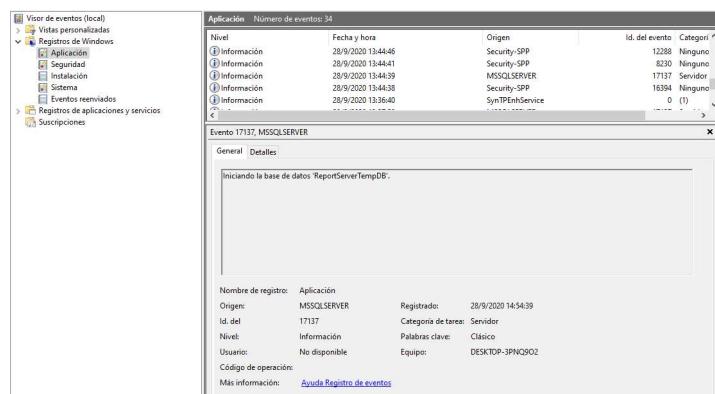 Visor de eventos (local)
Vistas personalizadas
Registros de Windows
Aplicación
Seguridad
Instalación
Sistema
Eventos reenviados
Registros de aplicaciones y servicios
Suscripciones
Aplicación Número de eventos: 34
Nivel Fecha y hora Origen Id. del evento Categorí
Información 28/9/2020 13:44:46 Security-SPP 12288 Ninguno
Información 28/9/2020 13:44:41 Security-SPP 8230 Ninguno
Información 28/9/2020 13:44:39 MSSQLSERVER 17137 Servidor
Información 28/9/2020 13:44:38 Security-SPP 16394 Ninguno
Información 28/9/2020 13:36:40 SynTPEnhService 0 (1)
Evento 17137, MSSQLSERVER
General Detalles
Iniciando la base de datos 'ReportServerTempDB'.
Nombre de registro: Aplicación
Origen: MSSQLSERVER Registrado: 28/9/2020 14:54:39
Id. del 17137 Categoría de tarea: Servidor
Nivel: Información Palabras clave: Clásico
Usuario: No disponible Equipo: DESKTOP-3PNQ9O2
Código de operación:
Más información: Ayuda Registro de eventos